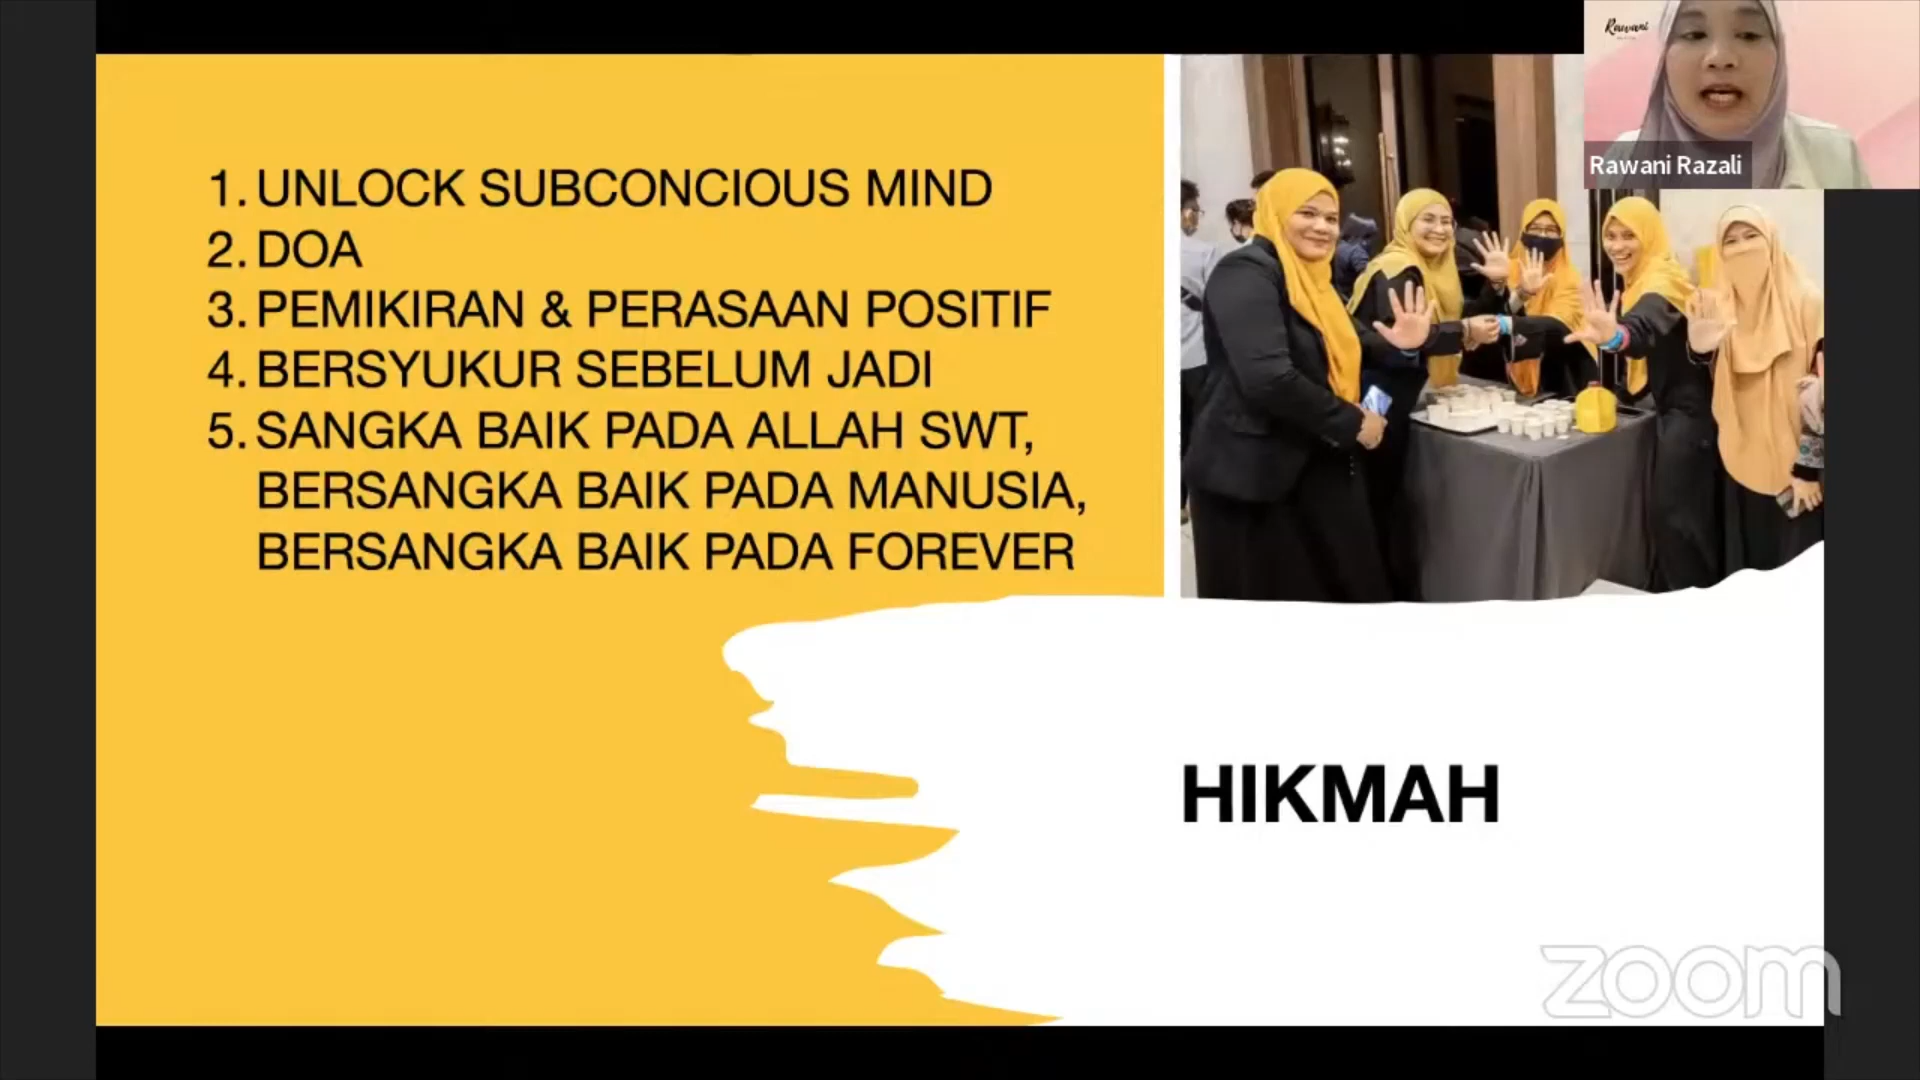 Rawani
Rawani Razali
1. UNLOCK SUBCONCIOUS MIND
2. DOA
3. PEMIKIRAN & PERASAAN POSITIF
4. BERSYUKUR SEBELUM JADI
5. SANGKA BAIK PADA ALLAH SWT,
BERSANGKA BAIK PADA MANUSIA,
BERSANGKA BAIK PADA FOREVER
HIKMAH
zoom